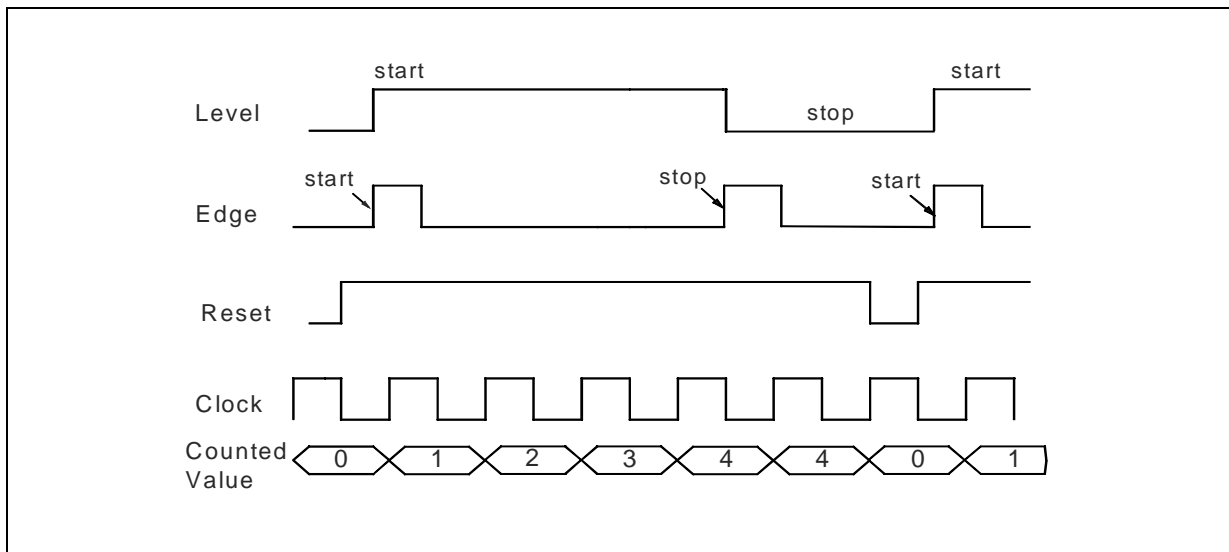 start start
Level stop
start stop start
Edge
Reset
Clock
Counted Value 0 1 2 3 4 4 0 1